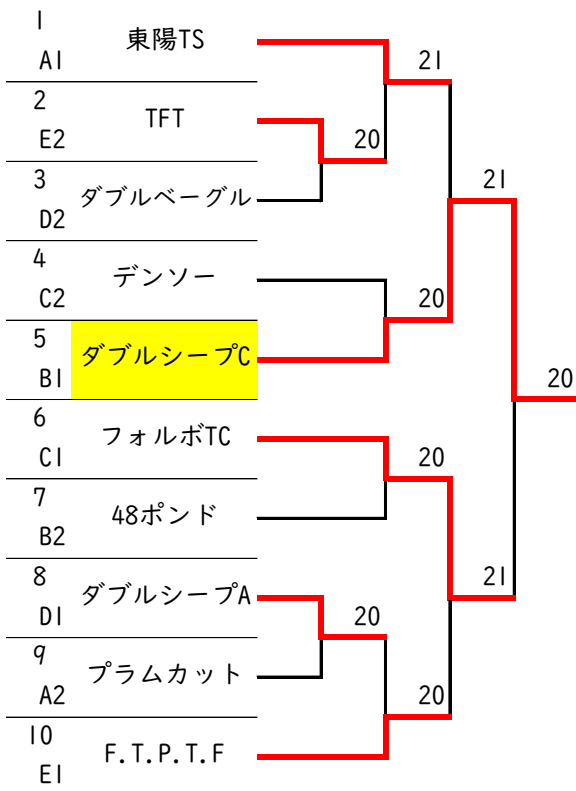 1
A1
東陽TS
2
E2
TFT
3
D2
ダブルベーグル
4
C2
デンソー
5
B1
ダブルシープC
6
C1
フォルボTC
7
B2
48ポンド
8
D1
ダブルシープA
9
A2
プラムカット
10
E1
F.T.P.T.F
20
20
21
20
20
20
21
21
20